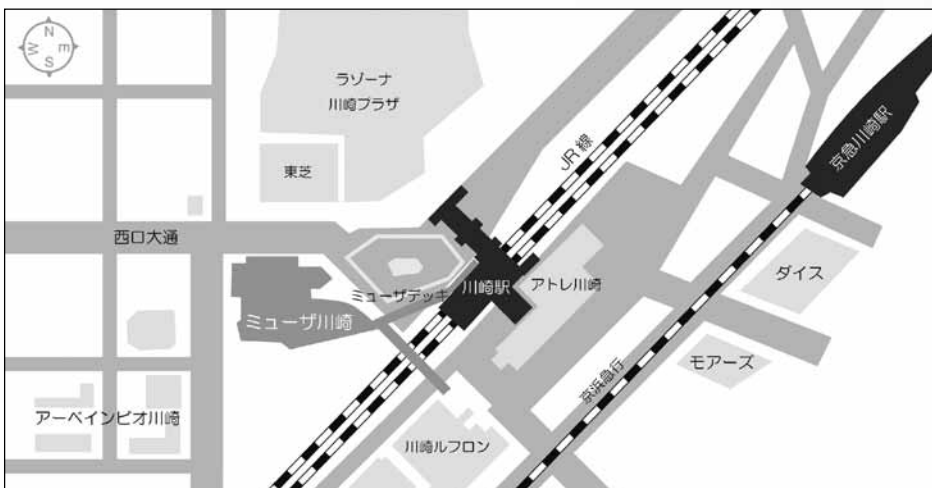 N
W
E
S
ラゾーナ
川崎プラザ
JR線
京急川崎駅
東芝
西口大通
ダイス
川崎駅
アトレ川崎
ミューザデッキ
ミューザ川崎
モアーズ
京浜急行
アーベインビオ川崎
川崎ルフロン